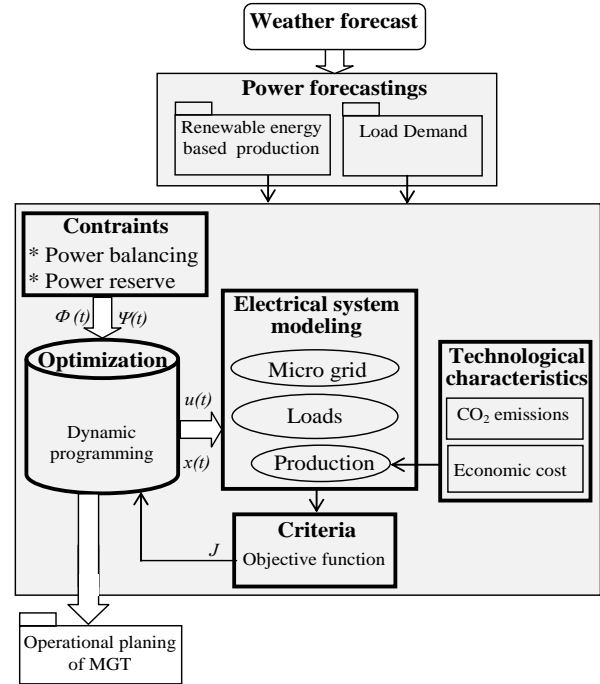 Weather forecast
Power forecastings
Renewable energy
based production
Load Demand
Contraints
* Power balancing
* Power reserve
Φ(t) Ψ(t)
Optimization
Dynamic
programming
u(t)
x(t)
Electrical system
modeling
Micro grid
Loads
Production
Technological
characteristics
CO₂ emissions
Economic cost
Criteria
Objective function
J
Operational planing
of MGT